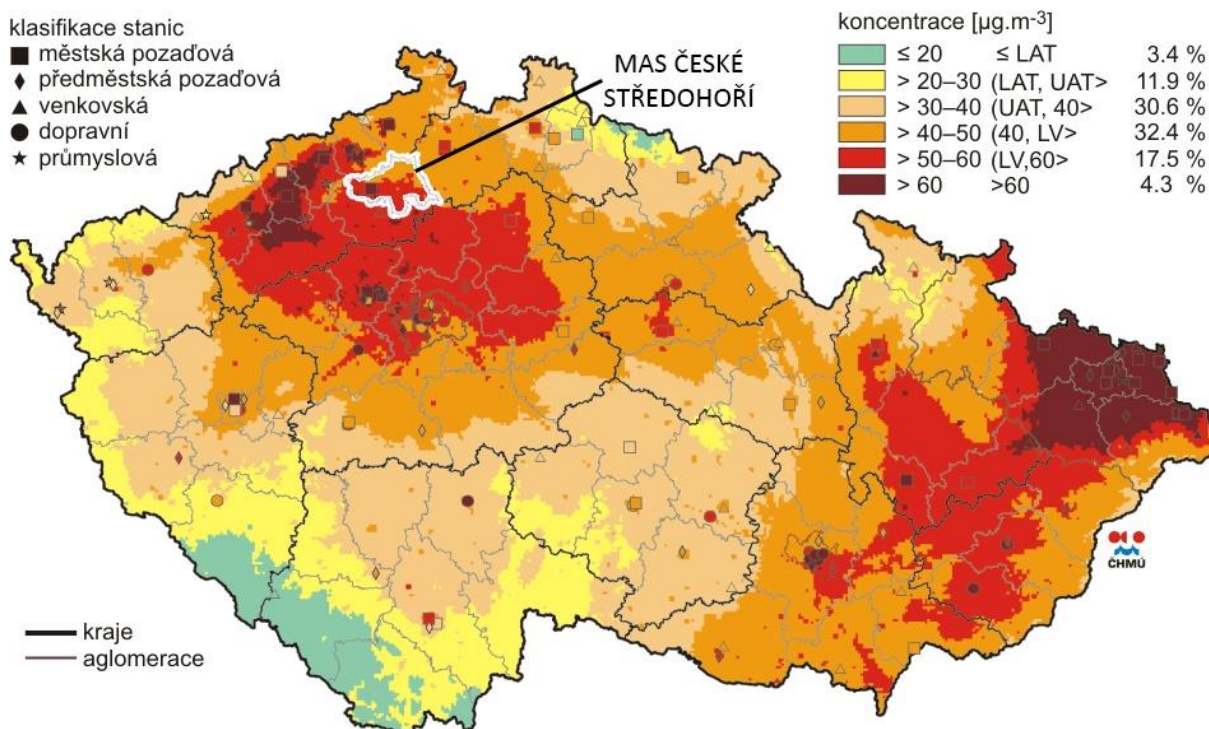 klasifikace stanic
městská pozaďová
předměstská pozaďová
venkovská
dopravní
průmyslová
MAS ČESKÉ
STŘEDOHOŘÍ
koncentrace [µg.m-3]
≤ 20 ≤ LAT 3.4 %
> 20–30 (LAT, UAT> 11.9 %
> 30–40 (UAT, 40> 30.6 %
> 40–50 (40, LV> 32.4 %
> 50–60 (LV,60> 17.5 %
> 60 >60 4.3 %
ČHMÚ
kraje
aglomerace